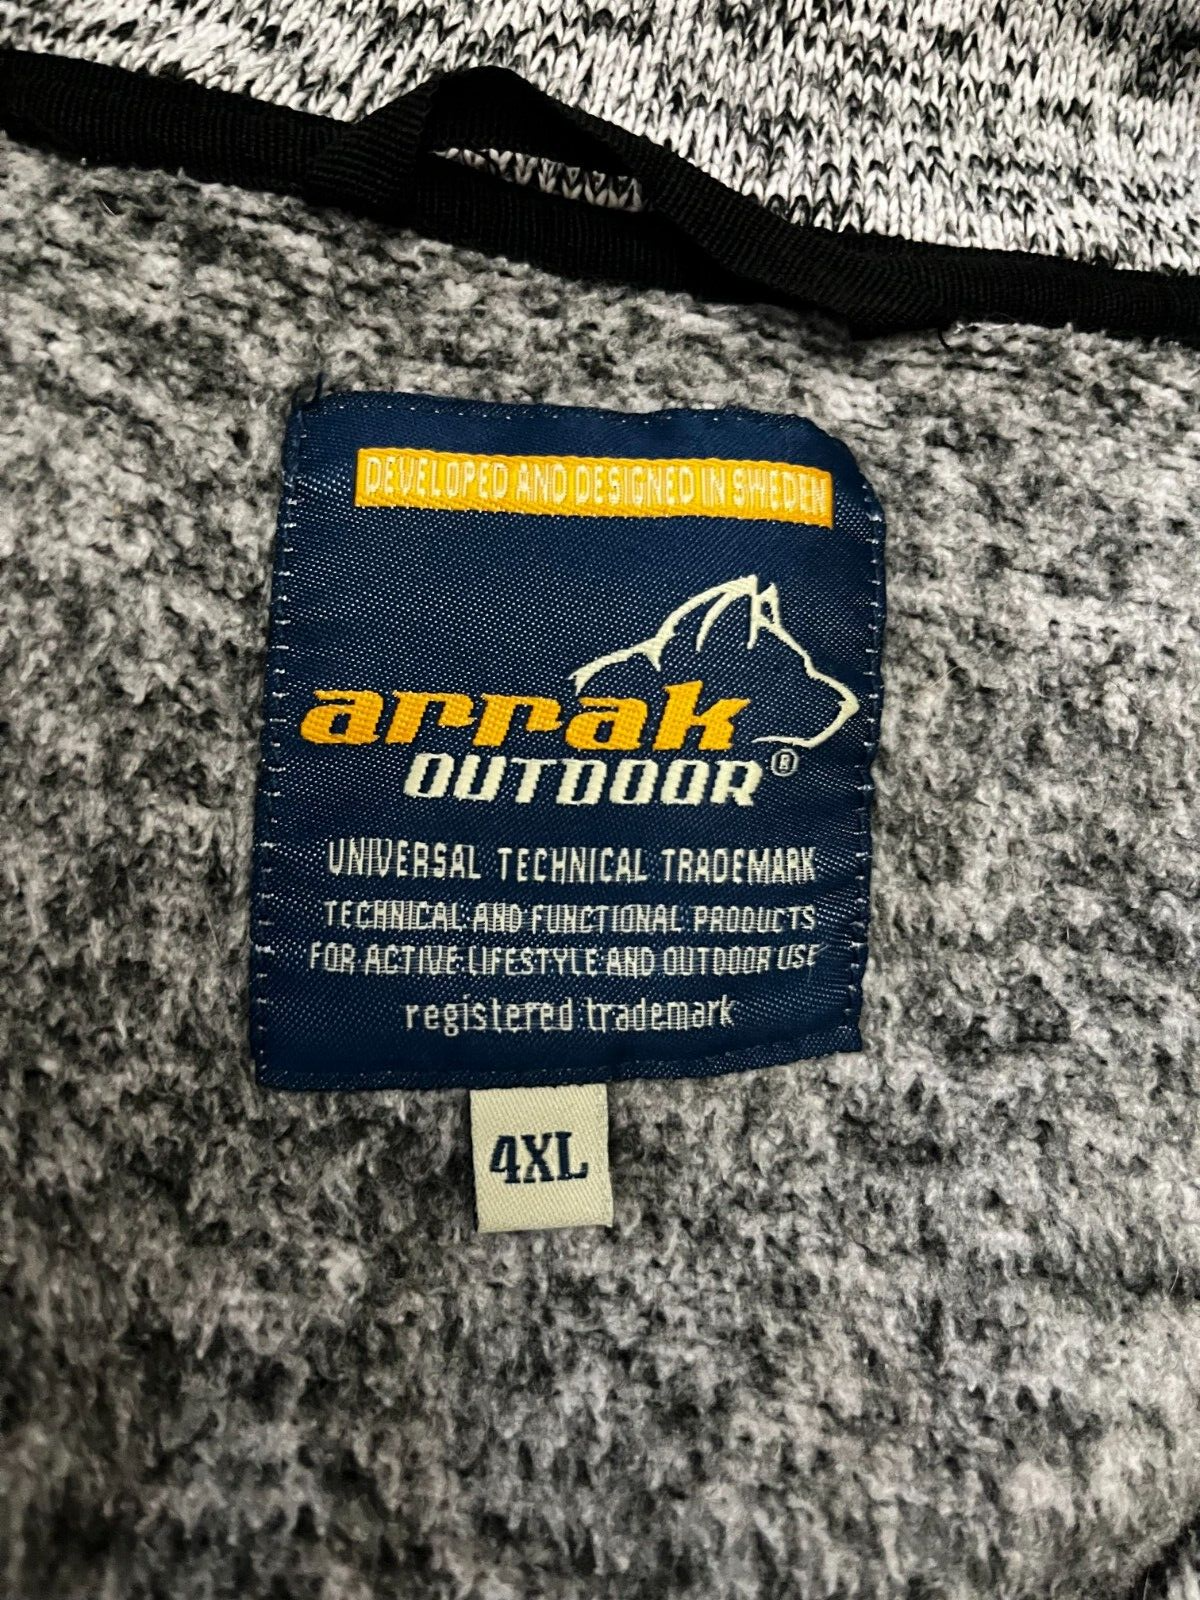 DEVELOPED AND DESIGNED IN SWEDEN
arrak
OUTDOOR®
UNIVERSAL TECHNICAL TRADEMARK
TECHNICAL AND FUNCTIONAL PRODUCTS
FOR ACTIVE LIFESTYLE AND OUTDOOR USE
registered trademark
4XL